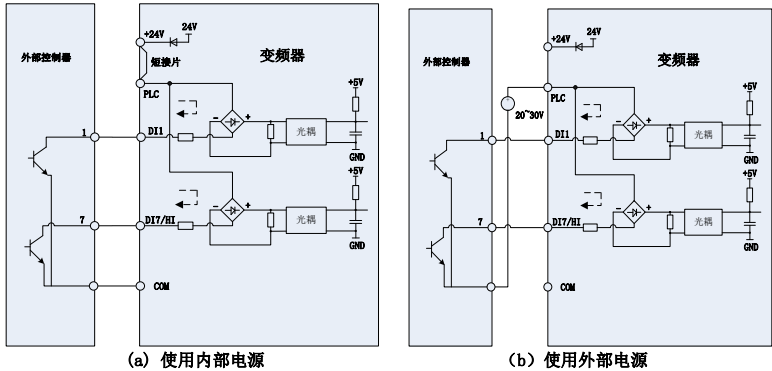 24V
+24V
短接片
变频器
外部控制器
PLC
+5V
1
DI1
-
+
光耦
GND
+5V
7
DI7/HI
-
+
光耦
GND
COM
(a) 使用内部电源
24V
+24V
变频器
外部控制器
PLC
20~30V
+5V
1
DI1
-
+
光耦
GND
+5V
7
DI7/HI
-
+
光耦
GND
COM
(b) 使用外部电源